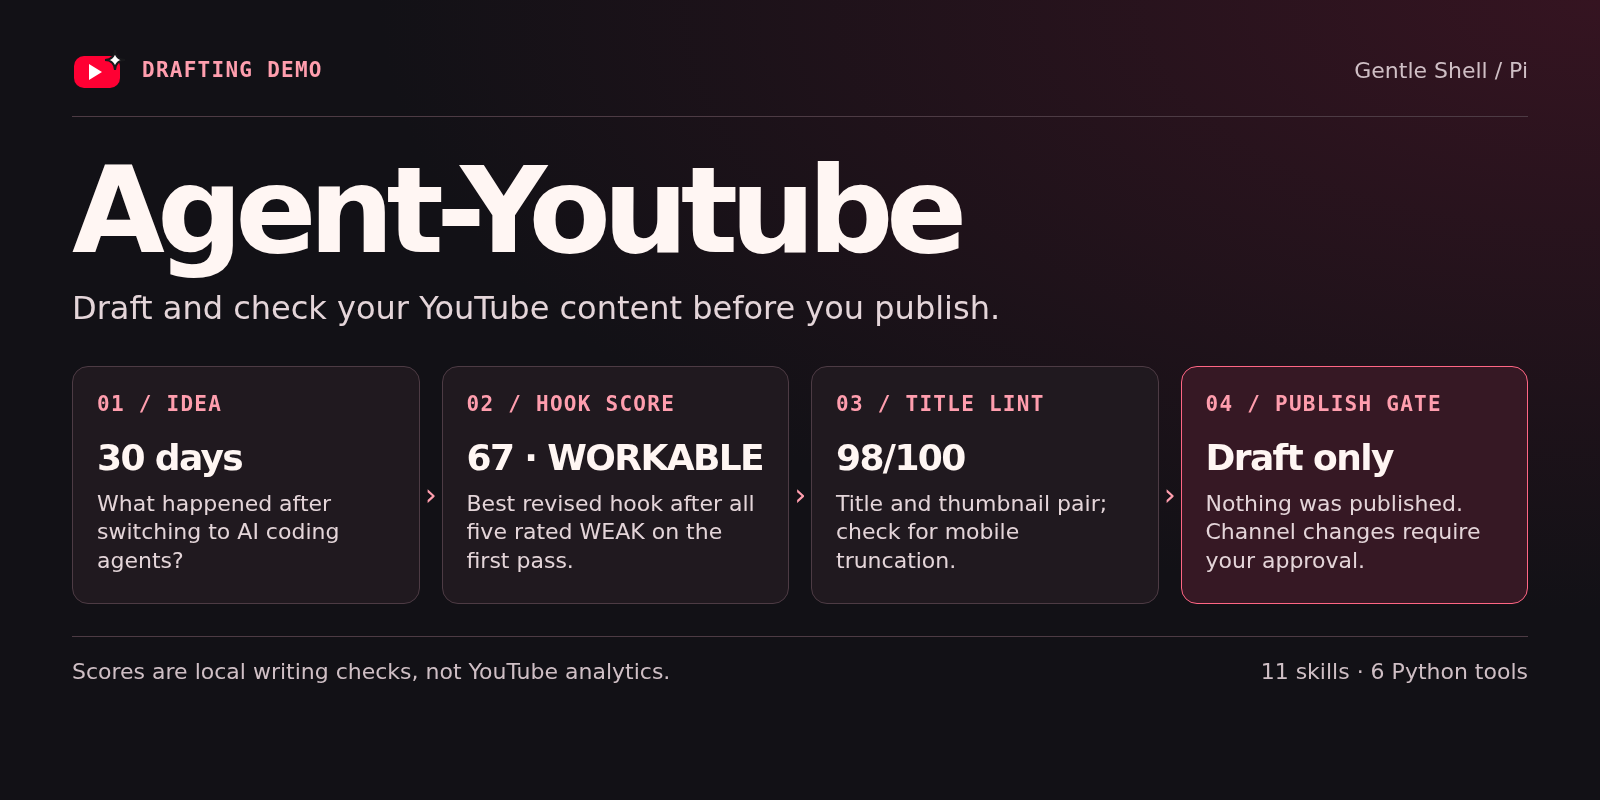 DRAFTING DEMO
Gentle Shell / Pi
Agent-Youtube
Draft and check your YouTube content before you publish.
01 / IDEA
30 days
What happened after
switching to AI coding
agents?
›
02 / HOOK SCORE
67 · WORKABLE
Best revised hook after all
five rated WEAK on the
first pass.
›
03 / TITLE LINT
98/100
Title and thumbnail pair;
check for mobile
truncation.
›
04 / PUBLISH GATE
Draft only
Nothing was published.
Channel changes require
your approval.
Scores are local writing checks, not YouTube analytics.
11 skills · 6 Python tools